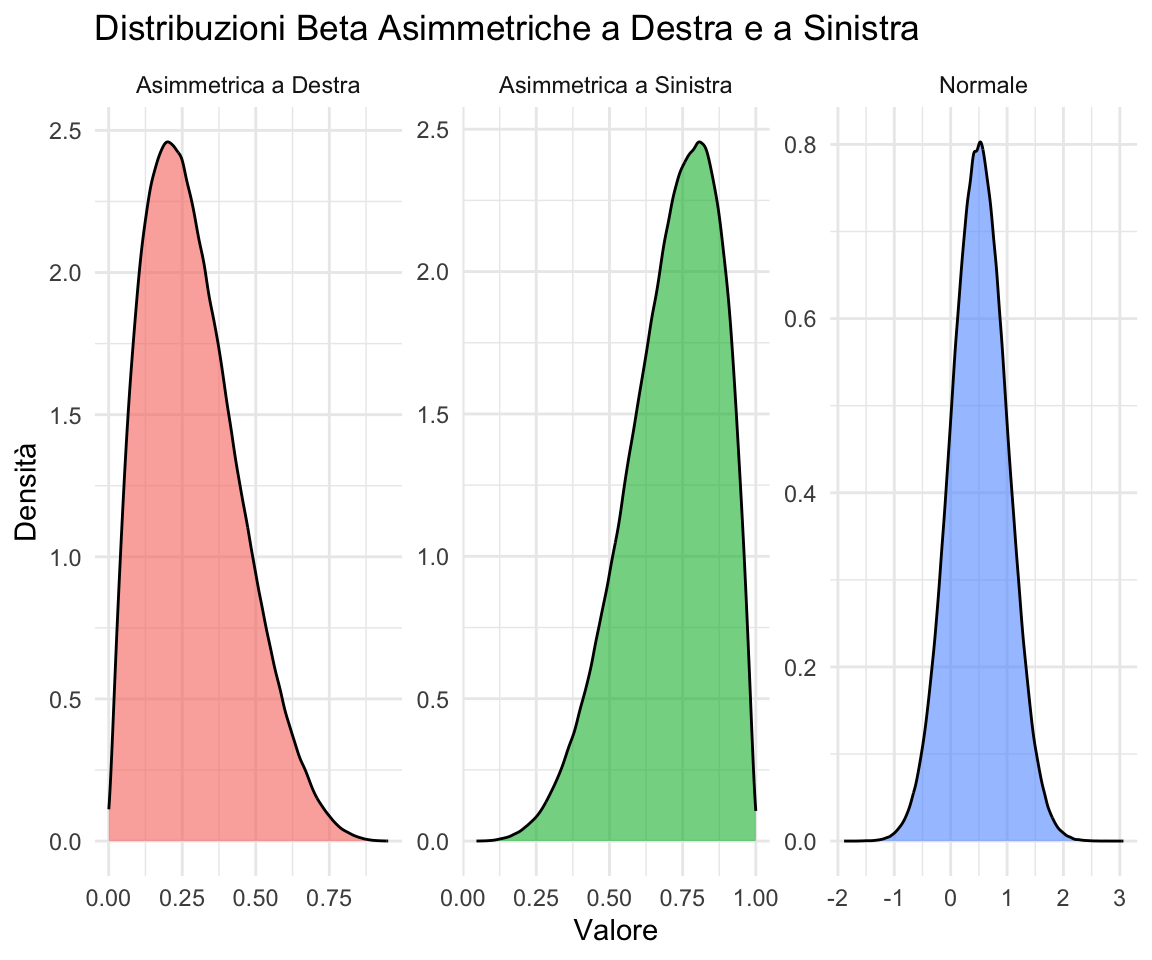 Distribuzioni Beta Asimmetriche a Destra e a Sinistra
Asimmetrica a Destra
Asimmetrica a Sinistra
Normale
Densità
2.5
2.0
1.5
1.0
0.5
0.0
0.00 0.25 0.50 0.75
2.5
2.0
1.5
1.0
0.5
0.0
0.00 0.25 0.50 0.75 1.00
0.8
0.6
0.4
0.2
0.0
-2 -1 0 1 2 3
Valore